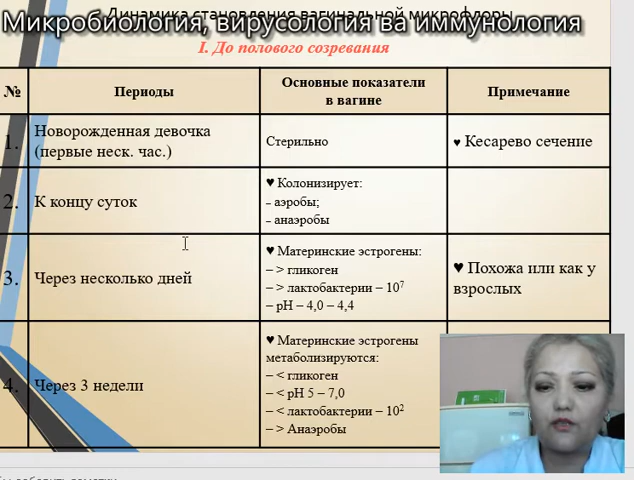 Динамика становления вагинальной микрофлоры
Микробиология, вирусология ва иммунология
I. До полового созревания
№
Периоды
Основные показатели
в вагине
Примечание
1.
Новорожденная девочка
(первые неск. час.)
Стерильно
♥ Кесарево сечение
2.
К концу суток
♥ Колонизирует:
- аэробы;
- анаэробы
3.
Через несколько дней
♥ Материнские эстрогены:
– > гликоген
– > лактобактерии – 10⁷
– pH – 4,0 – 4,4
♥ Похожа или как у
взрослых
4.
Через 3 недели
♥ Материнские эстрогены
метаболизируются:
– < гликоген
– < pH 5 – 7,0
– < лактобактерии – 10²
– > Анаэробы